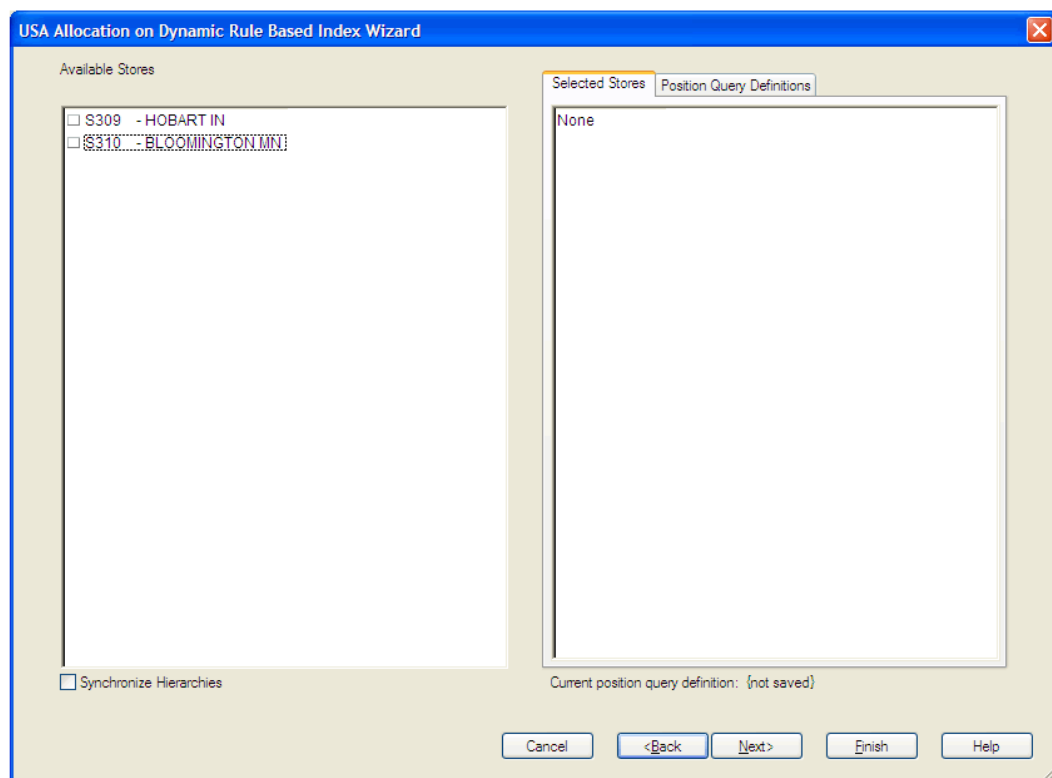 USA Allocation on Dynamic Rule Based Index Wizard
Available Stores
S309 - HOBART IN
S310 - BLOOMINGTON MN
Synchronize Hierarchies
Selected Stores
Position Query Definitions
None
Current position query definition: {not saved}
Cancel
<Back
Next>
Finish
Help